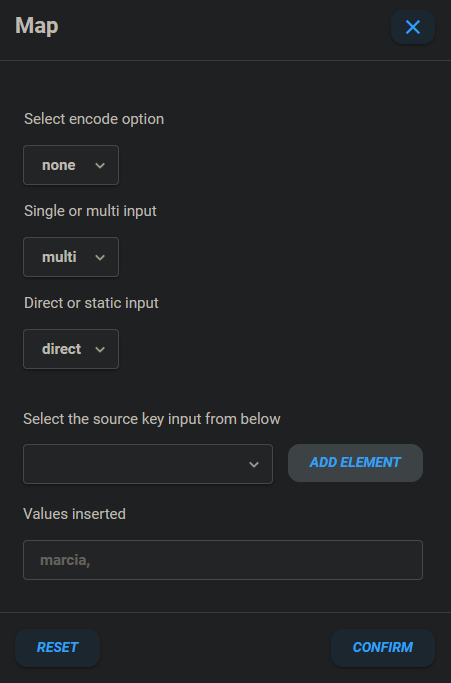 Map
Select encode option
none
Single or multi input
multi
Direct or static input
direct
Select the source key input from below
ADD ELEMENT
Values inserted
marcia,
RESET
CONFIRM